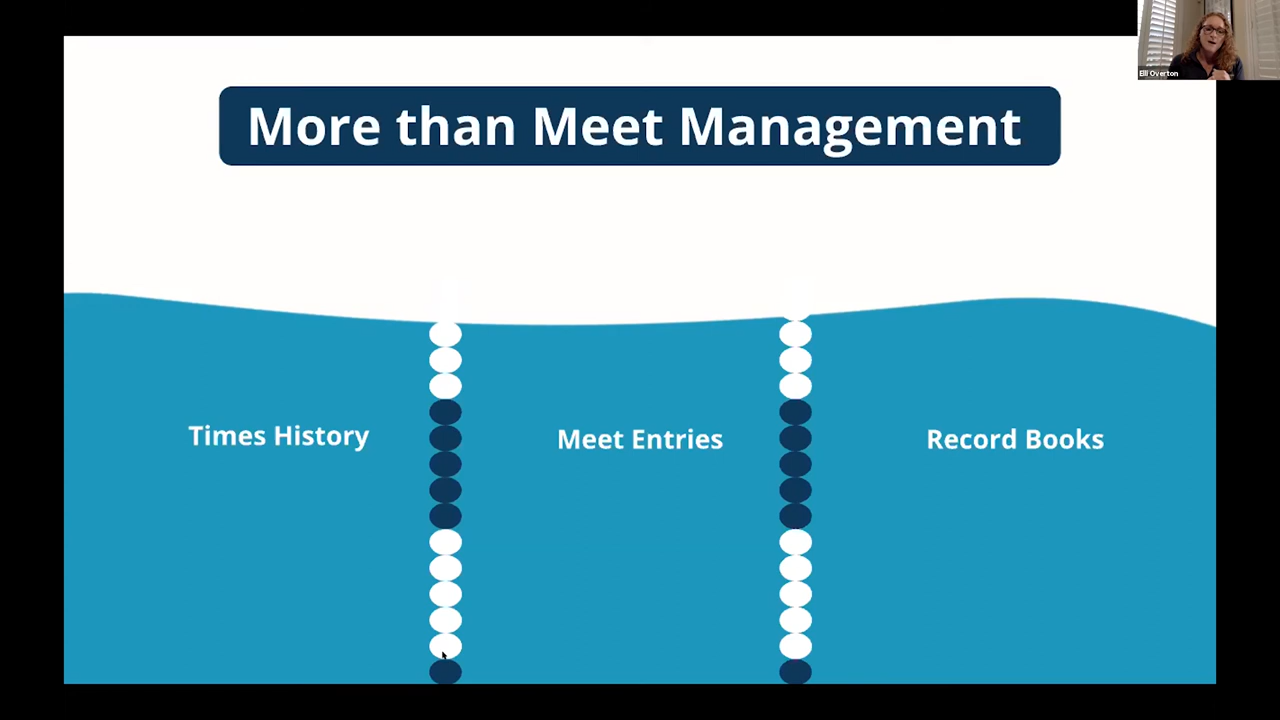 More than Meet Management
Elli Overton
Times History
Meet Entries
Record Books